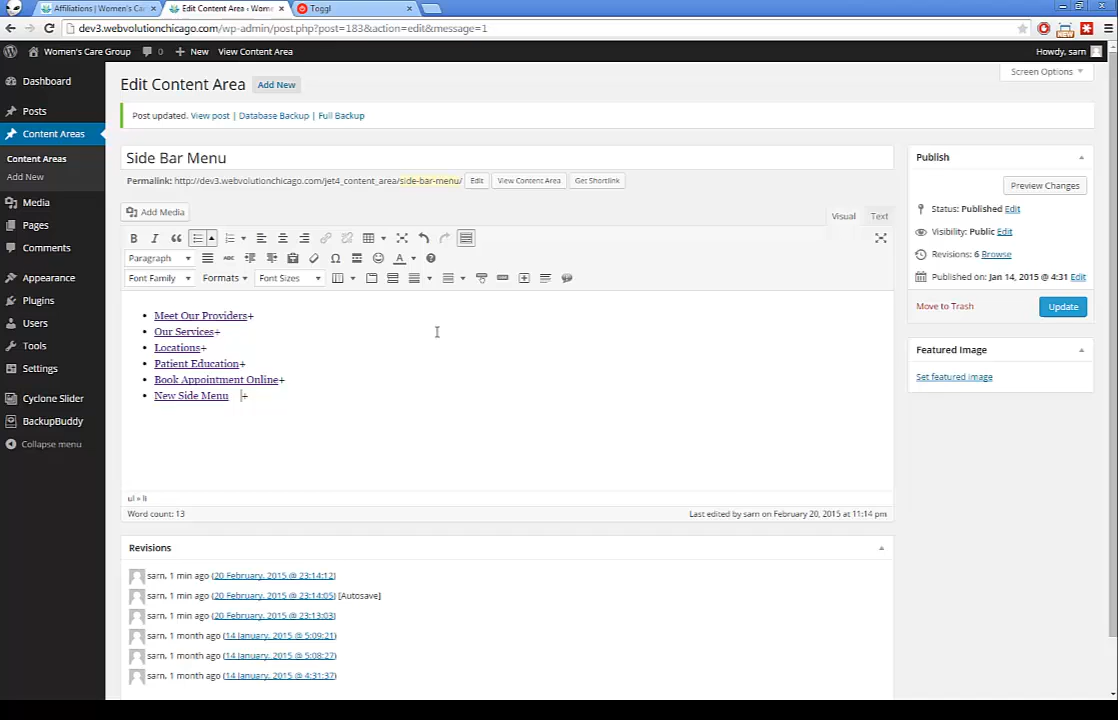 Affiliations | Women's Ca
Edit Content Area ‹ Wome
Toggl
dev3.webvolutionchicago.com/wp-admin/post.php?post=183&action=edit&message=1
Women's Care Group 0 + New View Content Area Howdy, sarn
Screen Options
Dashboard
Posts
Content Areas
Content Areas
Add New
Media
Pages
Comments
Appearance
Plugins
Users
Tools
Settings
Cyclone Slider
BackupBuddy
Collapse menu
Edit Content Area Add New
Post updated. View post | Database Backup | Full Backup
Side Bar Menu
Permalink: http://dev3.webvolutionchicago.com/jet4_content_area/side-bar-menu/ Edit View Content Area Get Shortlink
Add Media
Visual Text
Paragraph
Font Family Formats Font Sizes
• Meet Our Providers+
• Our Services+
• Locations+
• Patient Education+
• Book Appointment Online+
• New Side Menu +
ul » li
Word count: 13 Last edited by sarn on February 20, 2015 at 11:14 pm
Revisions
sarn, 1 min ago (20 February, 2015 @ 23:14:12)
sarn, 1 min ago (20 February, 2015 @ 23:14:05) [Autosave]
sarn, 1 min ago (20 February, 2015 @ 23:13:03)
sarn, 1 month ago (14 January, 2015 @ 5:09:21)
sarn, 1 month ago (14 January, 2015 @ 5:08:27)
sarn, 1 month ago (14 January, 2015 @ 4:31:37)
Publish
Preview Changes
Status: Published Edit
Visibility: Public Edit
Revisions: 6 Browse
Published on: Jan 14, 2015 @ 4:31 Edit
Move to Trash Update
Featured Image
Set featured image